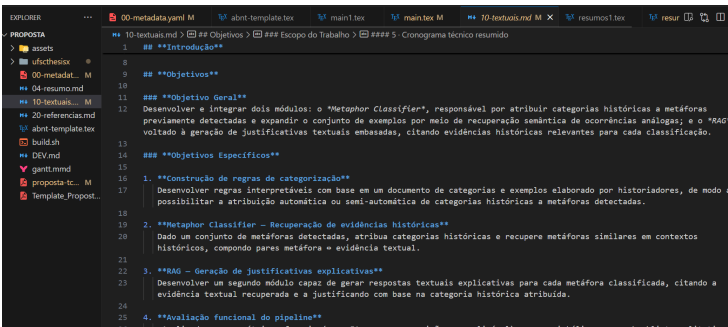 EXPLORER ...
PROPOSTA
assets
ufscthesisx
00-metadat... M
04-resumo.md
10-textuais.... M
20-referencias.md
abnt-template.tex
build.sh
DEV.md
gantt.mmd
proposta-tc... M
Template_Propost...
00-metadata.yaml M
abnt-template.tex
main1.tex
main.tex M
10-textuais.md M
resumos1.tex
resur
10-textuais.md > ## Objetivos > ### Escopo do Trabalho > #### 5 - Cronograma técnico resumido
1 ## **Introdução**
8
9 ## **Objetivos**
10
11 ### **Objetivo Geral**
12 Desenvolver e integrar dois módulos: o *Metaphor Classifier*, responsável por atribuir categorias históricas a metáforas
previamente detectadas e expandir o conjunto de exemplos por meio de recuperação semântica de ocorrências análogas; e o *RAG*
voltado à geração de justificativas textuais embasadas, citando evidências históricas relevantes para cada classificação.
13
14 ### **Objetivos Específicos**
15
16 1. **Construção de regras de categorização**
17 Desenvolver regras interpretáveis com base em um documento de categorias e exemplos elaborado por historiadores, de modo a
possibilitar a atribuição automática ou semi-automática de categorias históricas a metáforas detectadas.
18
19 2. **Metaphor Classifier — Recuperação de evidências históricas**
20 Dado um conjunto de metáforas detectadas, atribua categorias históricas e recupere metáforas similares em contextos
históricos, compondo pares metáfora ↔ evidência textual.
21
22 3. **RAG — Geração de justificativas explicativas**
23 Desenvolver um segundo módulo capaz de gerar respostas textuais explicativas para cada metáfora classificada, citando a
evidência textual recuperada e a justificando com base na categoria histórica atribuída.
24
25 4. **Avaliação funcional do pipeline**